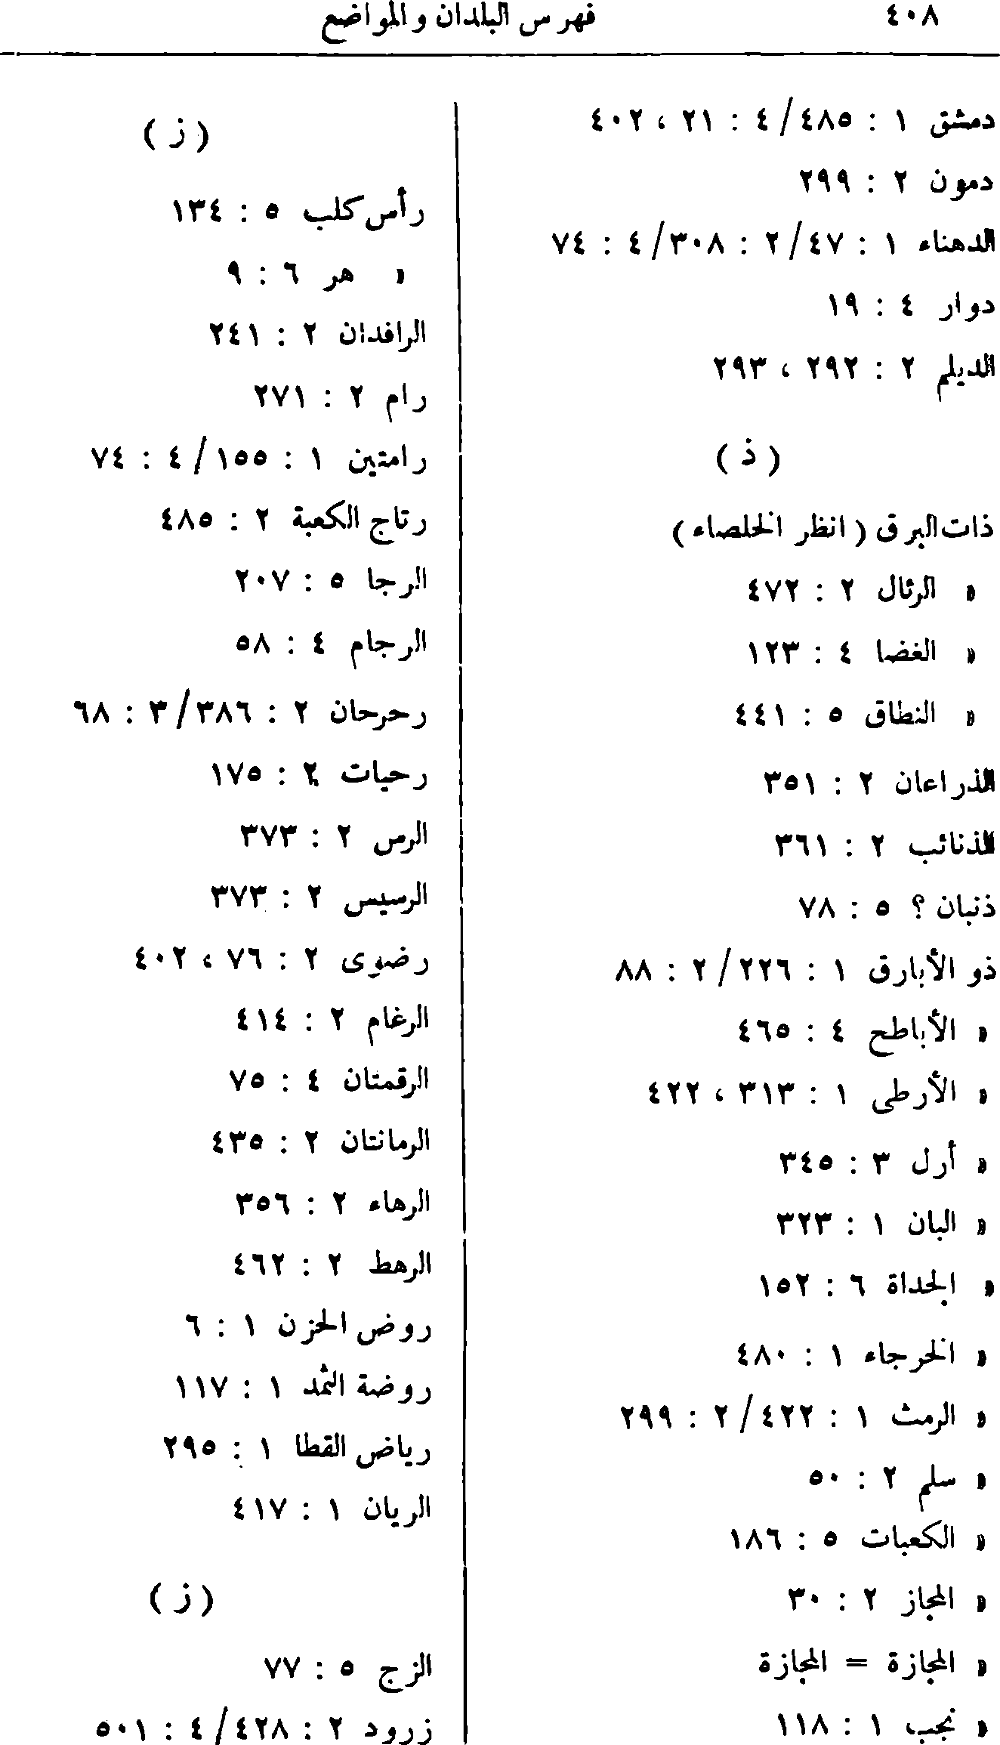 ٤٠٨
فهرس البلدان والمواضع
دمشق ١ : ٤٨٥/٤ : ٢١ ، ٤٠٢
دمون ٢ : ٢٩٩
الدهناء ١ : ٤٧/٢ : ٣٠٨/٤ : ٧٤
دوار ٤ : ١٩
الديلم ٢ : ٢٩٢ ، ٢٩٣
( ذ )
ذات البرق ( انظر الخلصاء )
« الرئال ٢ : ٤٧٢
« الغضا ٤ : ١٢٣
« النطاق ٥ : ٤٤١
الذراعان ٢ : ٣٥١
الذنائب ٢ : ٣٦١
ذنبان ؟ ٥ : ٧٨
ذو الأبارق ١ : ٢٢٦/٢ : ٨٨
« الأباطح ٤ : ٤٦٥
« الأرطى ١ : ٣١٣ ، ٤٢٢
« أرل ٣ : ٣٤٥
« البان ١ : ٣٢٣
« الحداة ٦ : ١٥٢
« الخرجاء ١ : ٤٨٠
« الرمث ١ : ٤٢٢/٢ : ٢٩٩
« سلم ٢ : ٥٠
« الكعبات ٥ : ١٨٦
« المجاز ٢ : ٣٠
« المجازة = المجازة
« نجب ١ : ١١٨
( ز )
رأس كلب ٥ : ١٣٤
« هر ٦ : ٩
الرافدان ٢ : ٢٤١
رام ٢ : ٢٧١
رامتين ١ : ١٥٥/٤ : ٧٤
رتاج الكعبة ٢ : ٤٨٥
الرجا ٥ : ٢٠٧
الرجام ٤ : ٥٨
رحرحان ٢ : ٣٨٦/٣ : ٦٨
رحيات ٢ : ١٧٥
الرس ٢ : ٣٧٣
الرسيس ٢ : ٣٧٣
رضوى ٢ : ٧٦ ، ٤٠٢
الرغام ٢ : ٤١٤
الرقمتان ٤ : ٧٥
الرمانتان ٢ : ٤٣٥
الرهاء ٢ : ٣٥٦
الرهط ٢ : ٤٦٢
روض الحزن ١ : ٦
روضة الثمد ١ : ١١٧
رياض القطا ١ : ٢٩٥
الريان ١ : ٤١٧
( ز )
الزج ٥ : ٧٧
زرود ٢ : ٤٢٨/٤ : ٥٠١